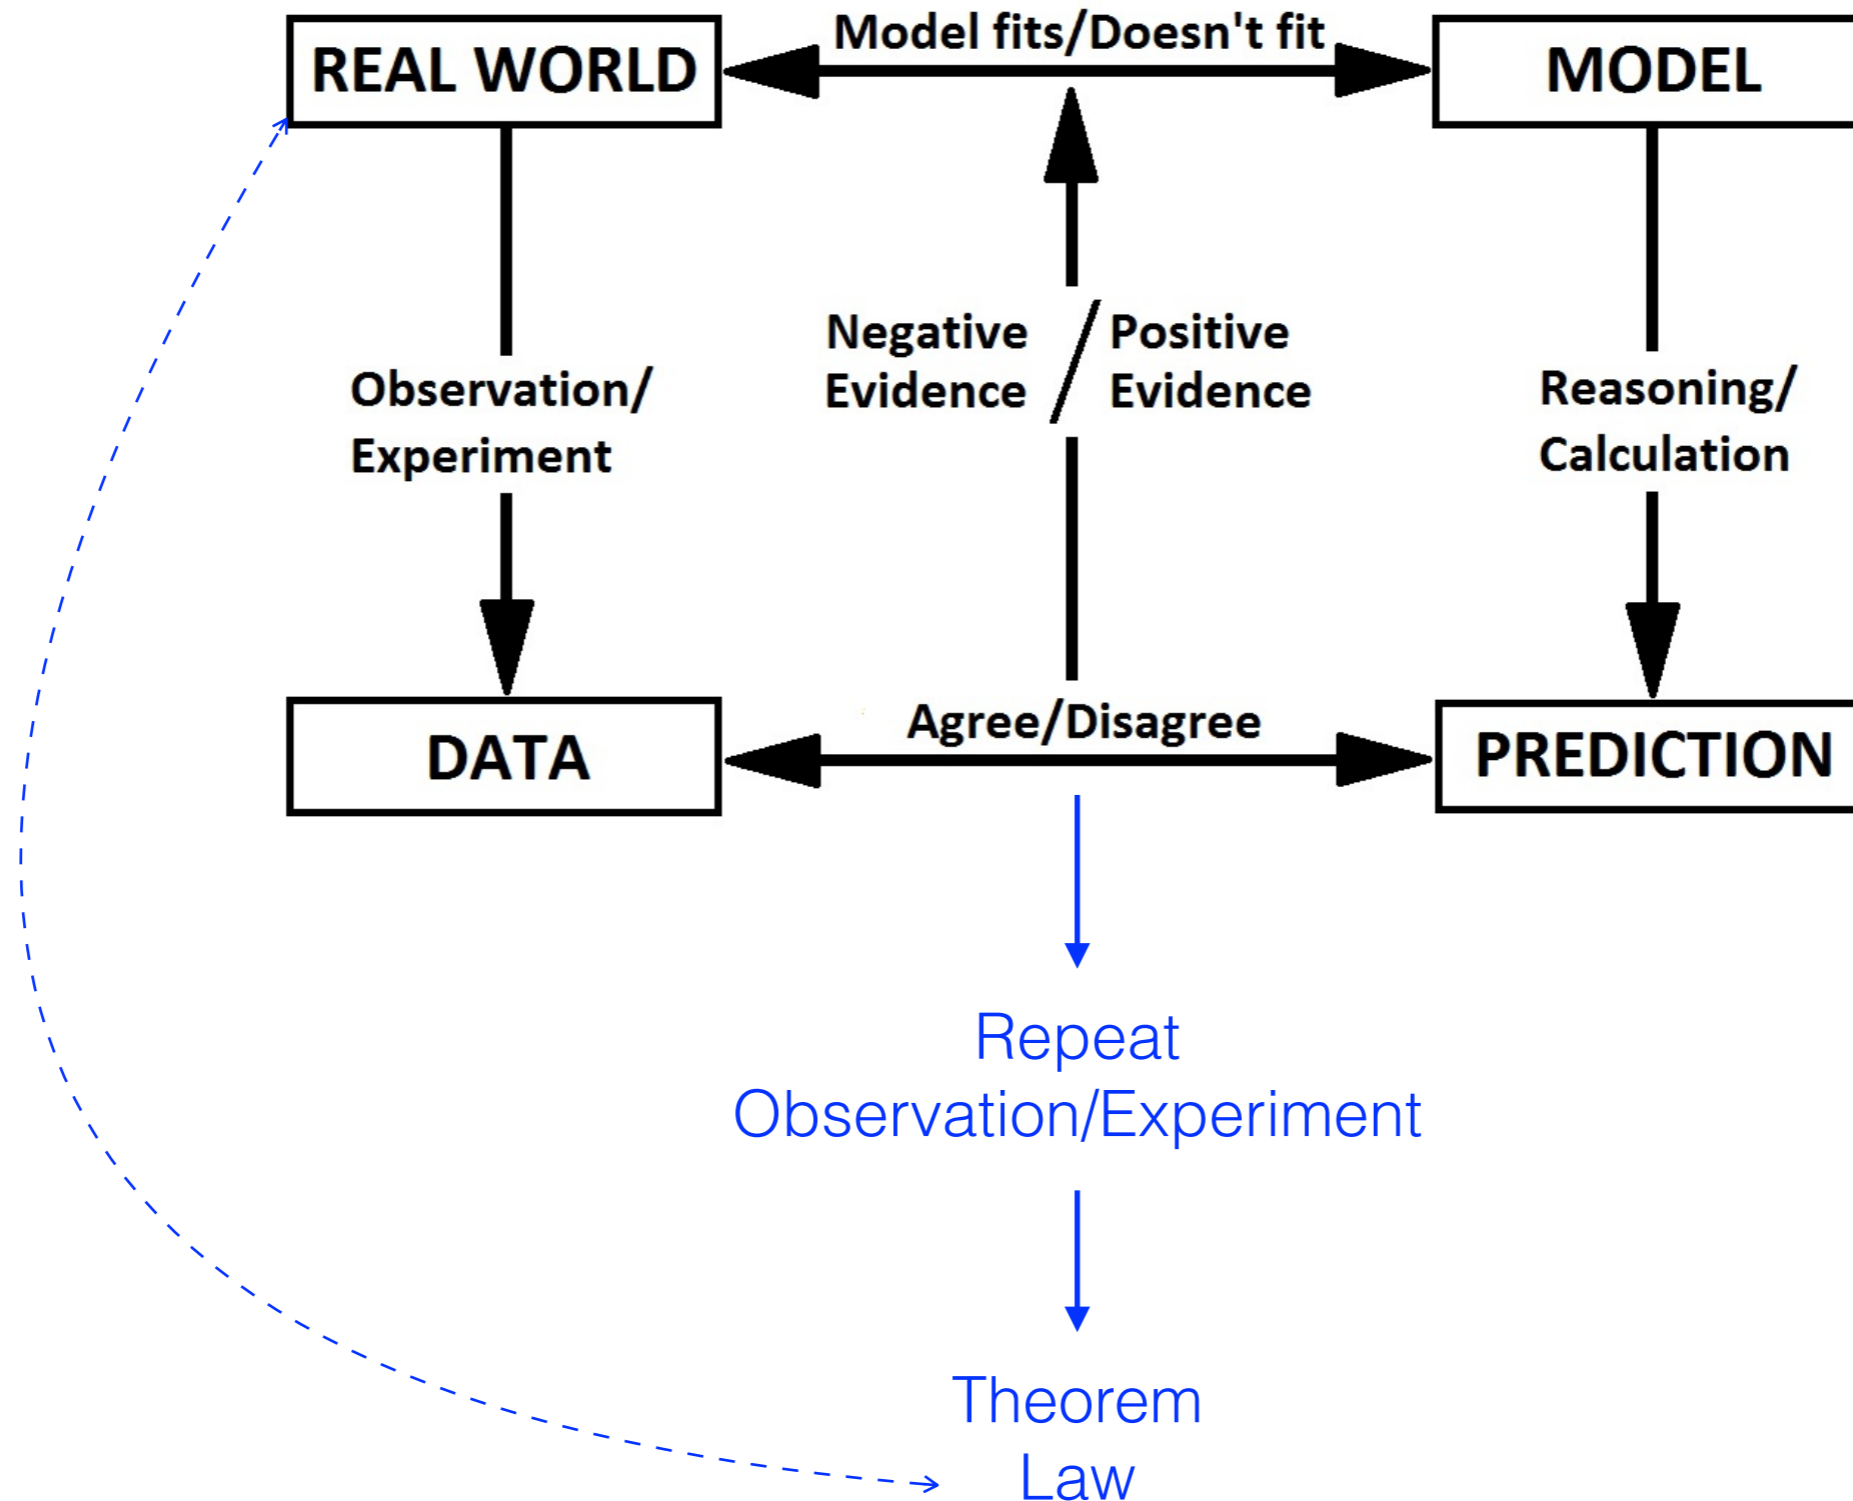 Model fits/Doesn't fit
REAL WORLD
MODEL
Negative / Positive
Evidence Evidence
Observation/
Experiment
Reasoning/
Calculation
Agree/Disagree
DATA
PREDICTION
Repeat
Observation/Experiment
Theorem
Law